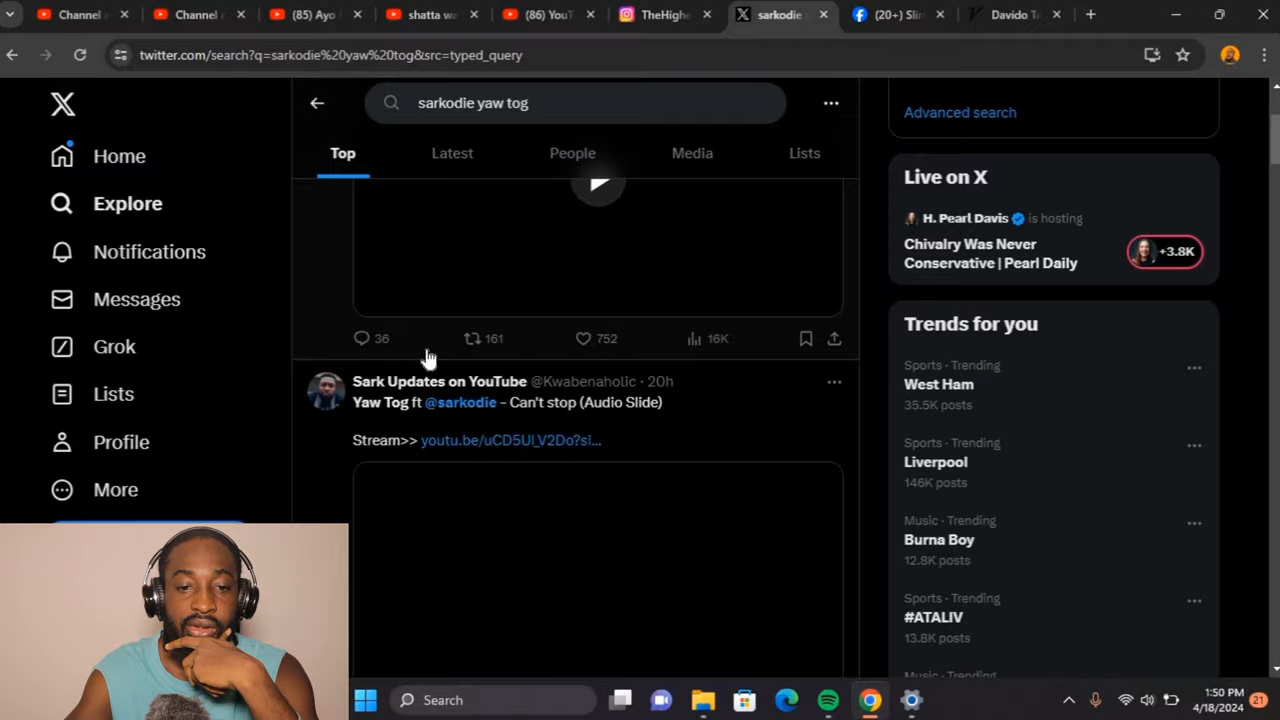 Channel
Channel
(85) Ayo
shatta wa
(86) YouT
TheHighe
sarkodie
(20+) Slin
Davido T
twitter.com/search?q=sarkodie%20yaw%20tog&src=typed_query
sarkodie yaw tog
Top
Latest
People
Media
Lists
Home
Explore
Notifications
Messages
Grok
Lists
Profile
More
36
161
752
16K
Sark Updates on YouTube @Kwabenaholic · 20h
Yaw Tog ft @sarkodie - Can't stop (Audio Slide)
Stream>> youtu.be/uCD5Ul_V2Do?si...
Advanced search
Live on X
H. Pearl Davis is hosting
Chivalry Was Never
Conservative | Pearl Daily
+3.8K
Trends for you
Sports · Trending
West Ham
35.5K posts
Sports · Trending
Liverpool
146K posts
Music · Trending
Burna Boy
12.8K posts
Sports · Trending
#ATALIV
13.8K posts
Music · Trending
Search
1:50 PM
4/18/2024
21